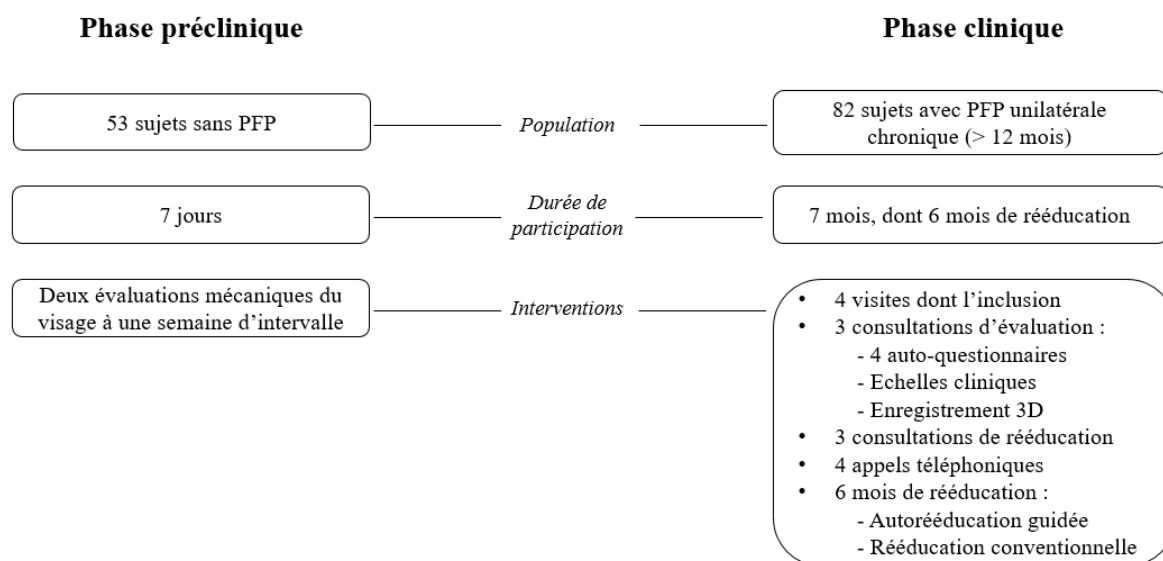 Phase préclinique
Phase clinique
53 sujets sans PFP
Population
82 sujets avec PFP unilatérale
chronique (> 12 mois)
7 jours
Durée de
participation
7 mois, dont 6 mois de rééducation
Deux évaluations mécaniques du
visage à une semaine d'intervalle
Interventions
• 4 visites dont l'inclusion
• 3 consultations d'évaluation :
- 4 auto-questionnaires
- Echelles cliniques
- Enregistrement 3D
• 3 consultations de rééducation
• 4 appels téléphoniques
• 6 mois de rééducation :
- Autorééducation guidée
- Rééducation conventionnelle